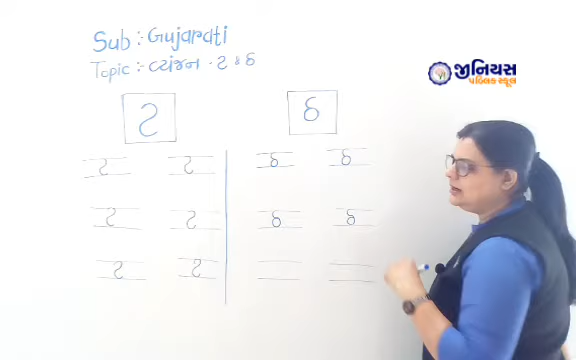 Sub :- Gujarati
Topic :- વ્યંજન - ટ & ઠ
જીનિયસ
પબ્લિક સ્કૂલ
ટ
ઠ
ટ ટ
ઠ ઠ
ટ ટ
ઠ ઠ
ટ ટ